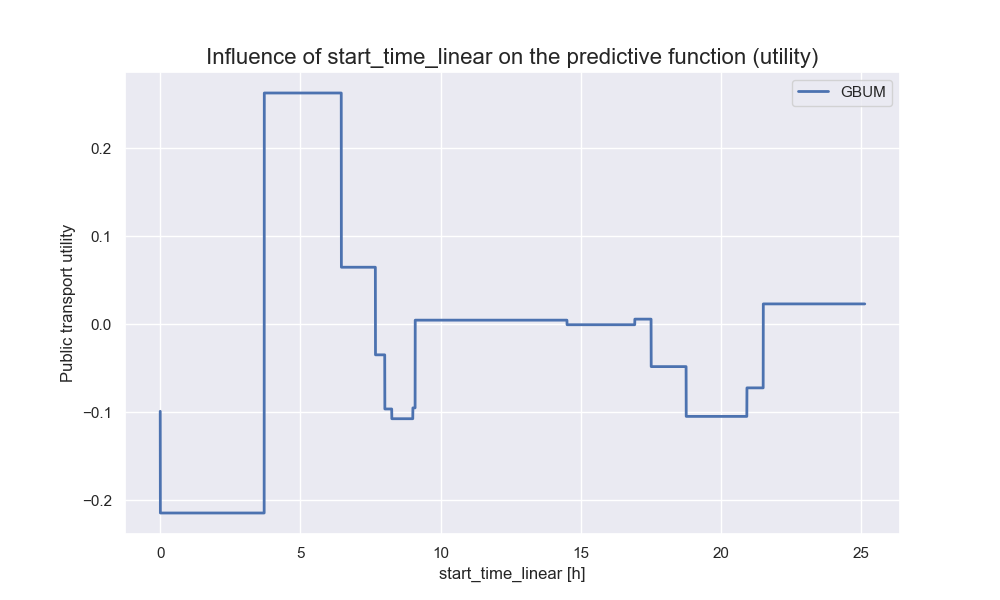 Influence of start_time_linear on the predictive function (utility)
GBUM
Public transport utility
0.2
0.1
0.0
−0.1
−0.2
0 5 10 15 20 25
start_time_linear [h]